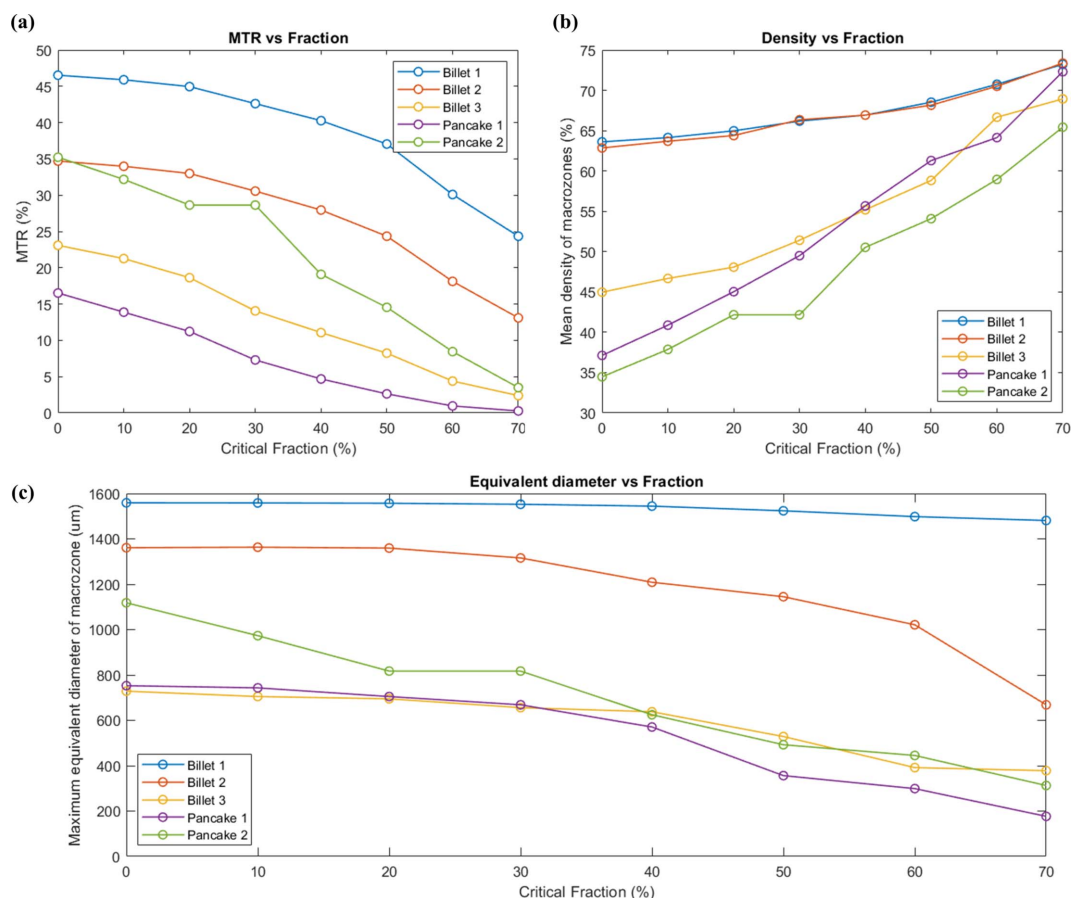 (a)
MTR vs Fraction
50
45
40
35
30
25
20
15
10
5
0
MTR (%)
0 10 20 30 40 50 60 70
Critical Fraction (%)
Billet 1
Billet 2
Billet 3
Pancake 1
Pancake 2
(b)
Density vs Fraction
75
70
65
60
55
50
45
40
35
30
Mean density of macrozones (%)
0 10 20 30 40 50 60 70
Critical Fraction (%)
Billet 1
Billet 2
Billet 3
Pancake 1
Pancake 2
(c)
Equivalent diameter vs Fraction
1600
1400
1200
1000
800
600
400
200
0
Maximum equivalent diameter of macrozone (um)
Billet 1
Billet 2
Billet 3
Pancake 1
Pancake 2
0 10 20 30 40 50 60 70
Critical Fraction (%)